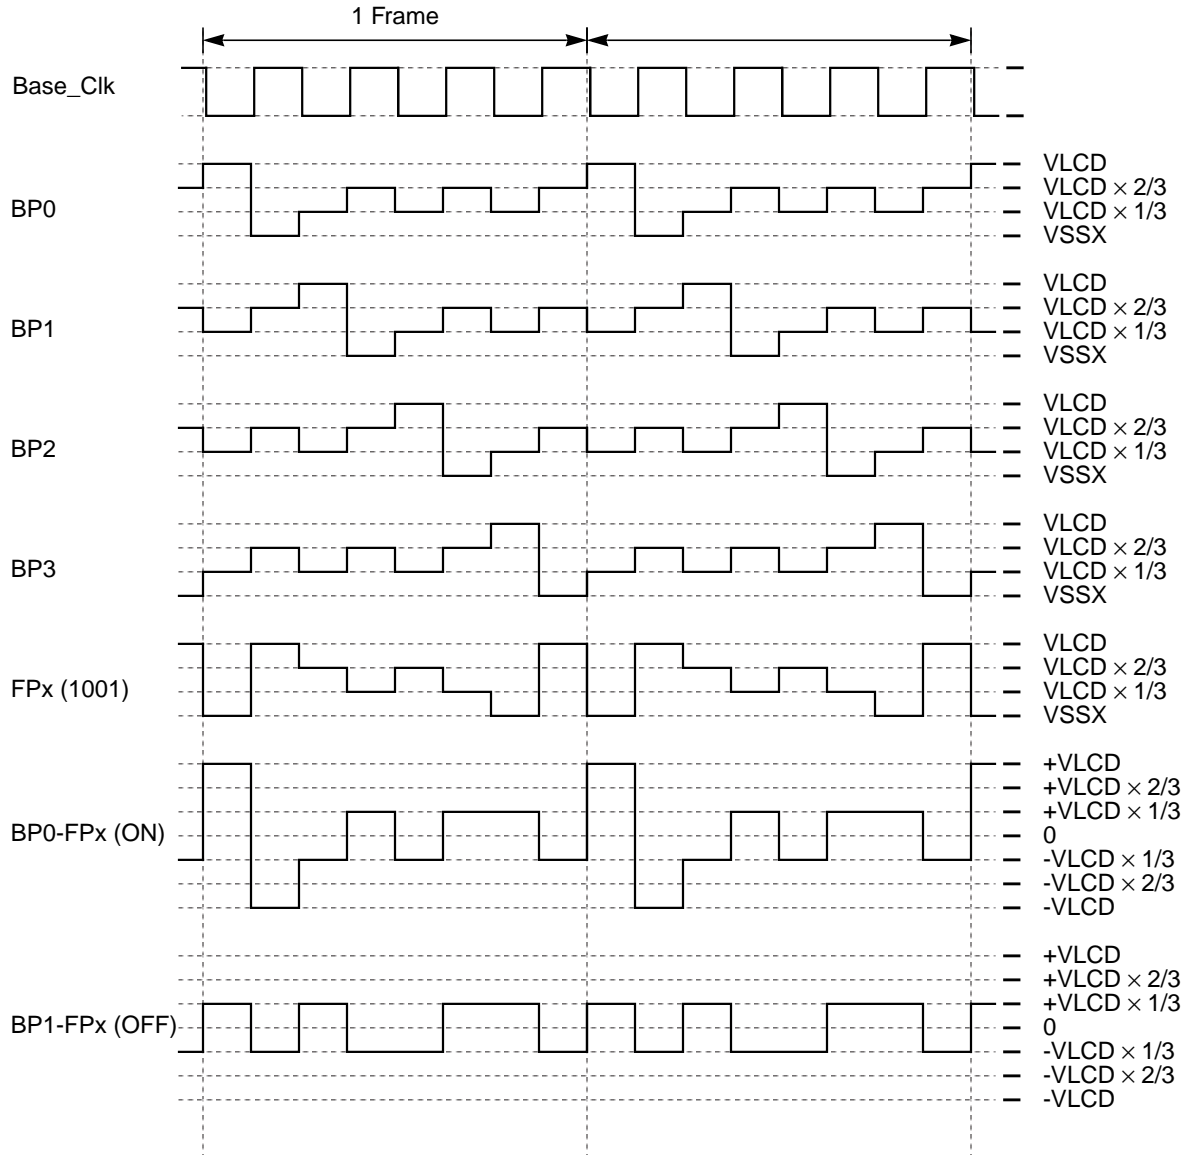 1 Frame
Base_Clk
BP0
VLCD
VLCD × 2/3
VLCD × 1/3
VSSX
BP1
VLCD
VLCD × 2/3
VLCD × 1/3
VSSX
BP2
VLCD
VLCD × 2/3
VLCD × 1/3
VSSX
BP3
VLCD
VLCD × 2/3
VLCD × 1/3
VSSX
FPx (1001)
VLCD
VLCD × 2/3
VLCD × 1/3
VSSX
BP0-FPx (ON)
+VLCD
+VLCD × 2/3
+VLCD × 1/3
0
-VLCD × 1/3
-VLCD × 2/3
-VLCD
BP1-FPx (OFF)
+VLCD
+VLCD × 2/3
+VLCD × 1/3
0
-VLCD × 1/3
-VLCD × 2/3
-VLCD